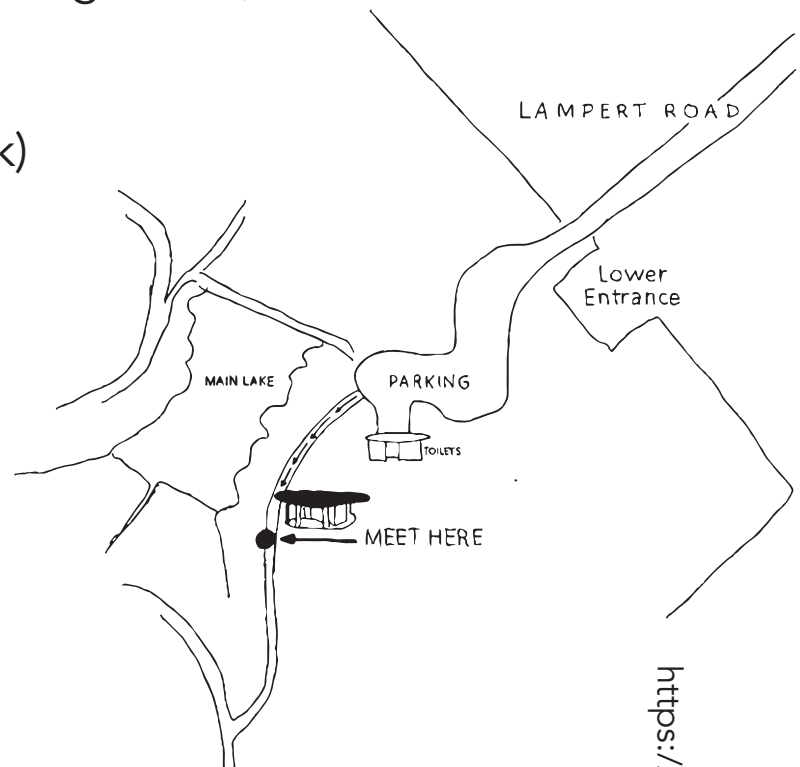 LAMPERT ROAD
k)
Lower
Entrance
MAIN LAKE
PARKING
TOILETS
MEET HERE
https:/